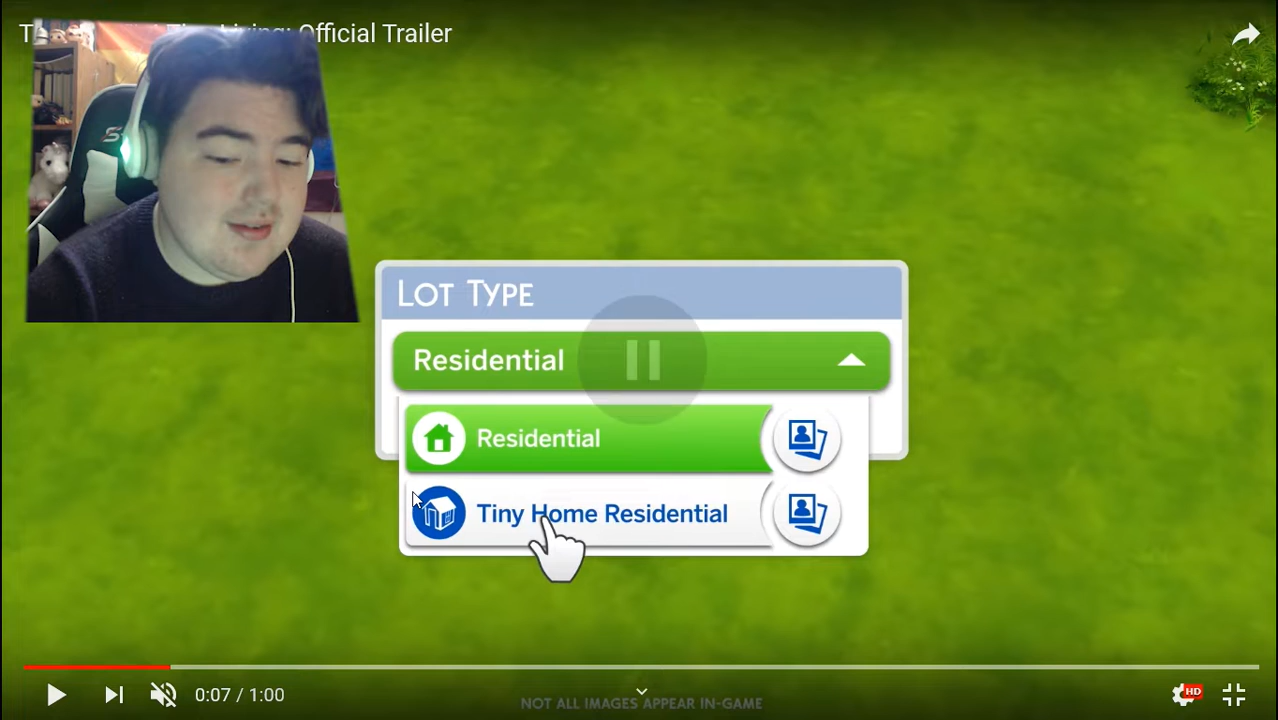 Official Trailer
LOT TYPE
Residential
Residential
Tiny Home Residential
0:07 / 1:00
HD
NOT ALL IMAGES APPEAR IN-GAME